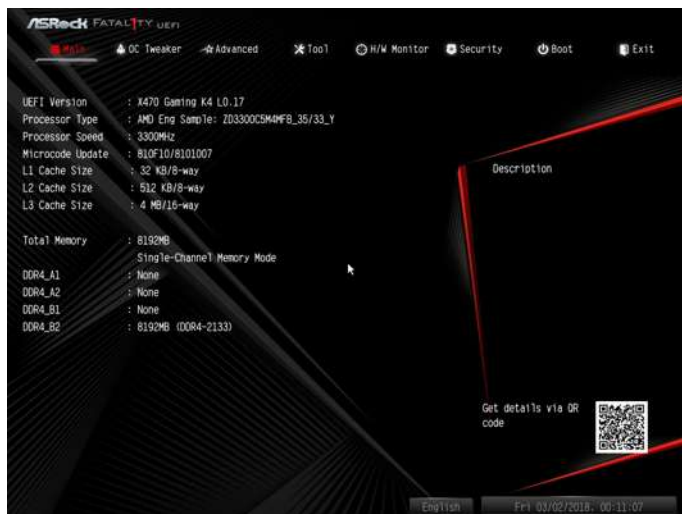 ASRock FATAL1TY UEFI
Main OC Tweaker Advanced Tool H/W Monitor Security Boot Exit
UEFI Version : X470 Gaming K4 L0.17
Processor Type : AMD Eng Sample: ZD3300C5M4MFB_35/33_Y
Processor Speed : 3300MHz
Microcode Update : 810F10/8101007
L1 Cache Size : 32 KB/8-way
L2 Cache Size : 512 KB/8-way
L3 Cache Size : 4 MB/16-way
Total Memory : 8192MB
Single-Channel Memory Mode
DDR4_A1 : None
DDR4_A2 : None
DDR4_B1 : None
DDR4_B2 : 8192MB (DDR4-2133)
Description
Get details via QR
code
English Fri 03/02/2018. 00:11:07